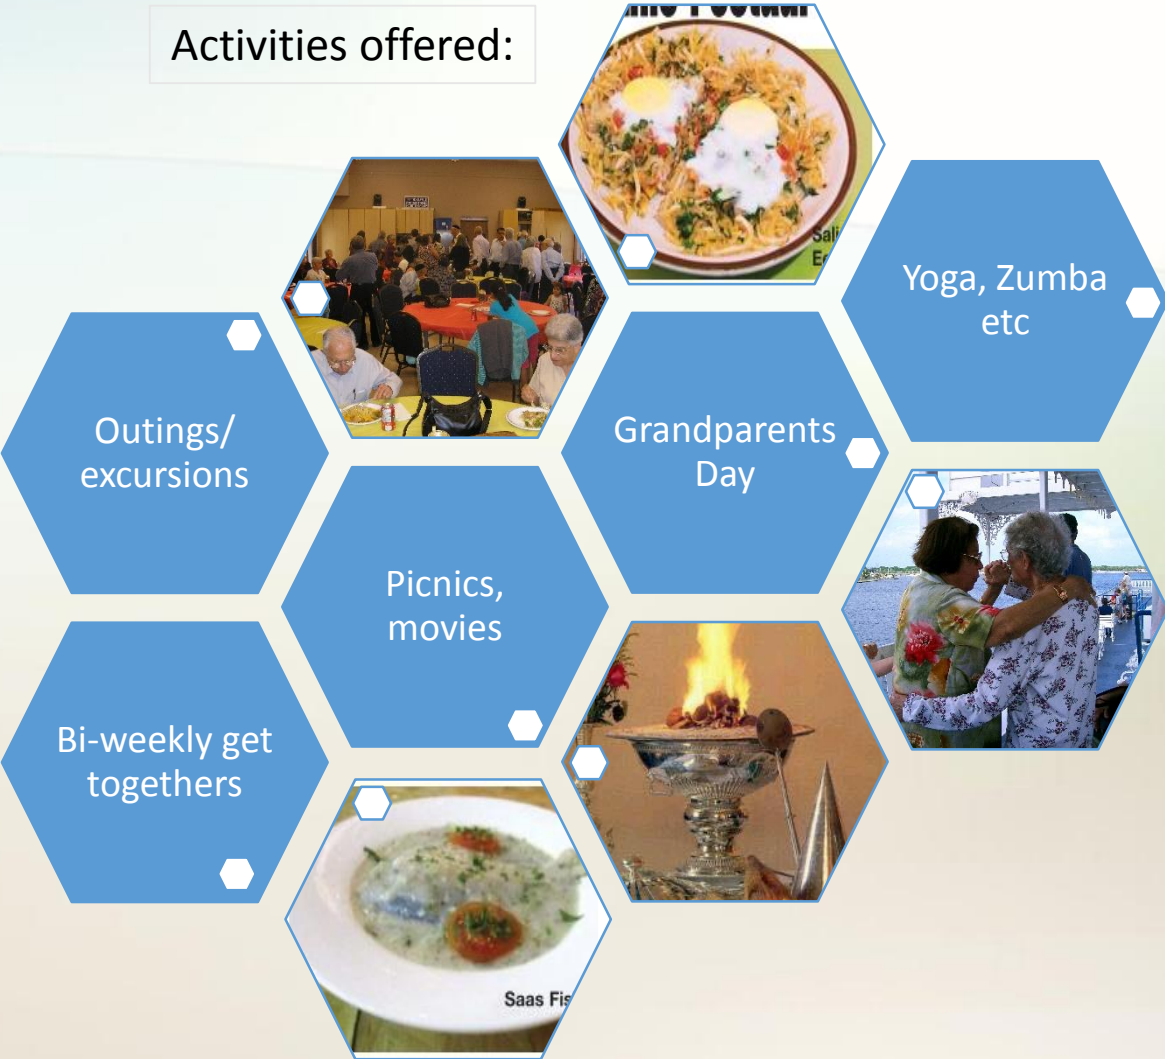 Activities offered:
Yoga, Zumba
etc
Outings/
excursions
Grandparents
Day
Picnics,
movies
Bi-weekly get
togethers
Saas Fis